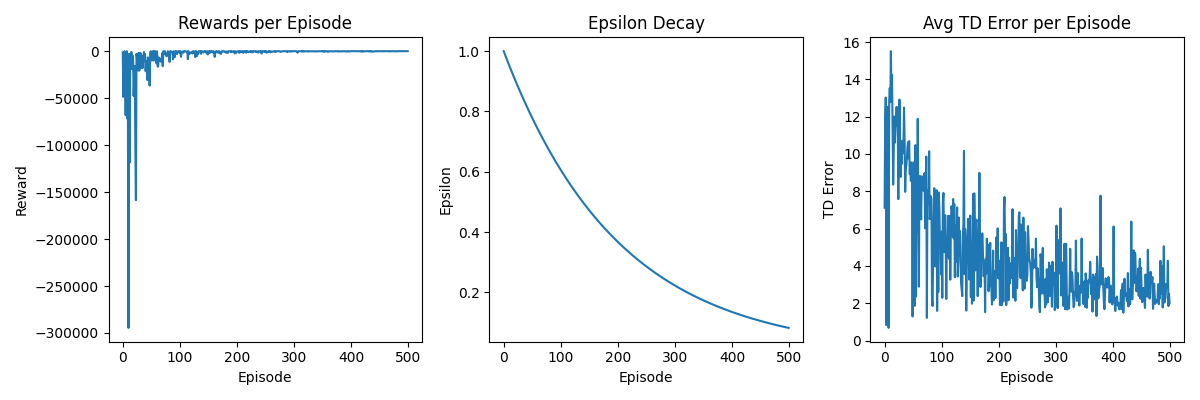 Rewards per Episode
0
−50000
−100000
−150000
−200000
−250000
−300000
Reward
0 100 200 300 400 500
Episode
Epsilon Decay
1.0
0.8
0.6
0.4
0.2
Epsilon
0 100 200 300 400 500
Episode
Avg TD Error per Episode
16
14
12
10
8
6
4
2
0
TD Error
0 100 200 300 400 500
Episode